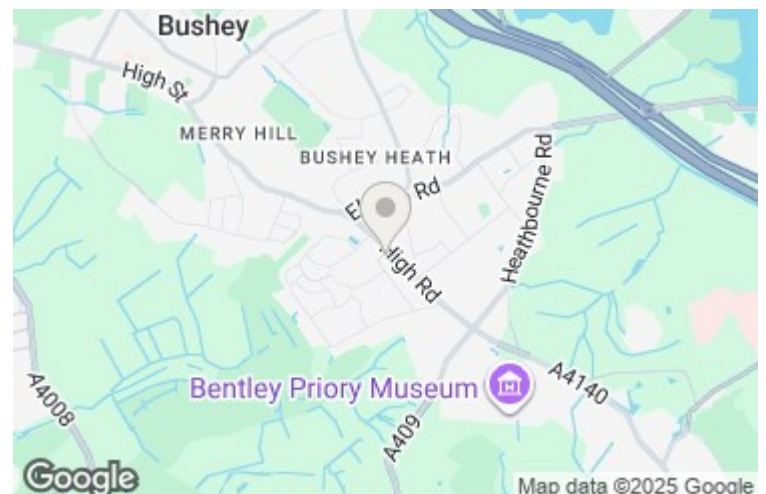 Bushey
High St
MERRY HILL
BUSHEY HEATH
Rd
Heathbourne Rd
High Rd
Bentley Priory Museum
A4140
A4008
A409
Google
Map data ©2025 Google